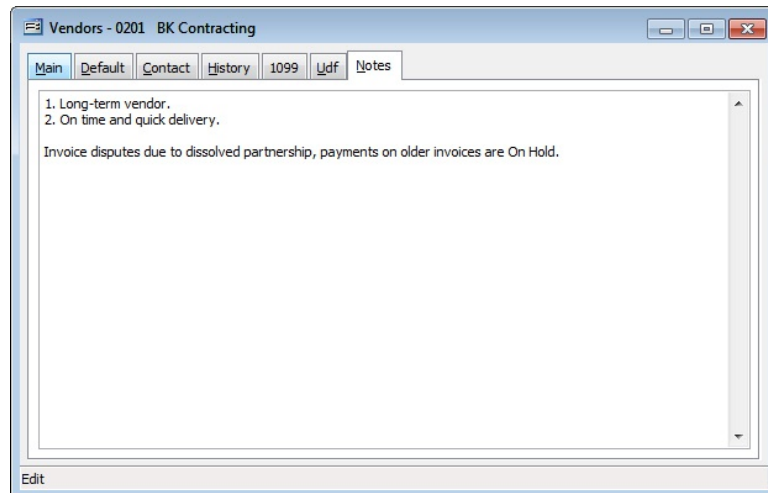 Vendors - 0201 BK Contracting
Main Default Contact History 1099 Udf Notes
1. Long-term vendor.
2. On time and quick delivery.
Invoice disputes due to dissolved partnership, payments on older invoices are On Hold.
Edit